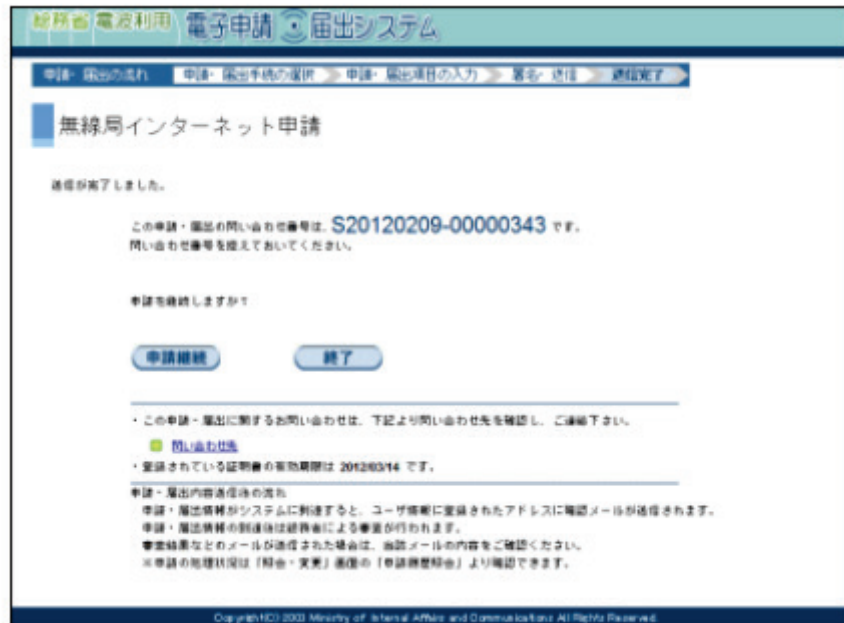 総務省 電波利用 電子申請 届出システム
申請・届出の流れ 申請・届出手続の選択 申請・届出項目の入力 署名・送信 送信完了
無線局インターネット申請
送信が完了しました。
この申請・届出の問い合わせ番号は、S20120209-00000343 です。
問い合わせ番号を控えておいてください。
申請を継続しますか?
申請継続 終了
・この申請・届出に関するお問い合わせは、下記より問い合わせ先を確認し、ご連絡下さい。
問い合わせ先
・登録されている証明書の有効期限は 2012/03/14 です。
申請・届出内容送信後の流れ
申請・届出情報がシステムに到達すると、ユーザ情報に登録されたアドレスに確認メールが送信されます。
申請・届出情報の到達後は総務省による審査が行われます。
審査結果などのメールが送信された場合は、当該メールの内容をご確認ください。
※申請の処理状況は「照会・変更」画面の「申請履歴照会」より確認できます。
Copyright(C) 2003 Ministry of Internal Affairs and Communications All Rights Reserved.